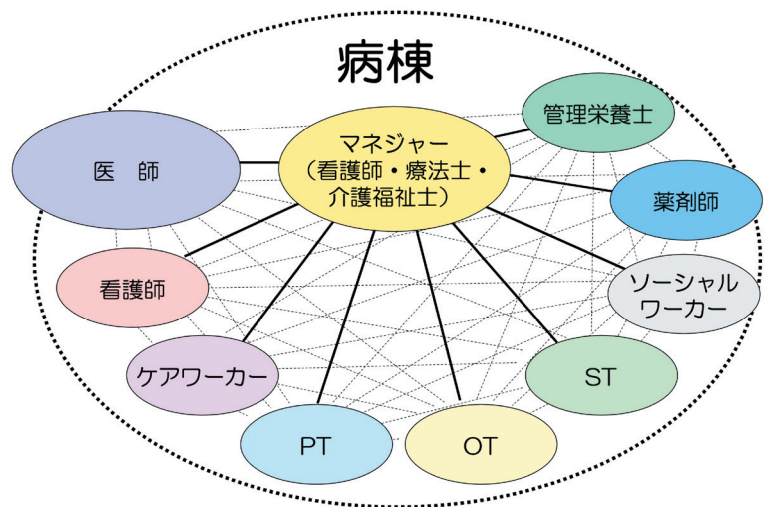 病棟
管理栄養士
マネジャー
（看護師・療法士・
介護福祉士）
医　師
薬剤師
看護師
ソーシャル
ワーカー
ケアワーカー
ST
PT
OT